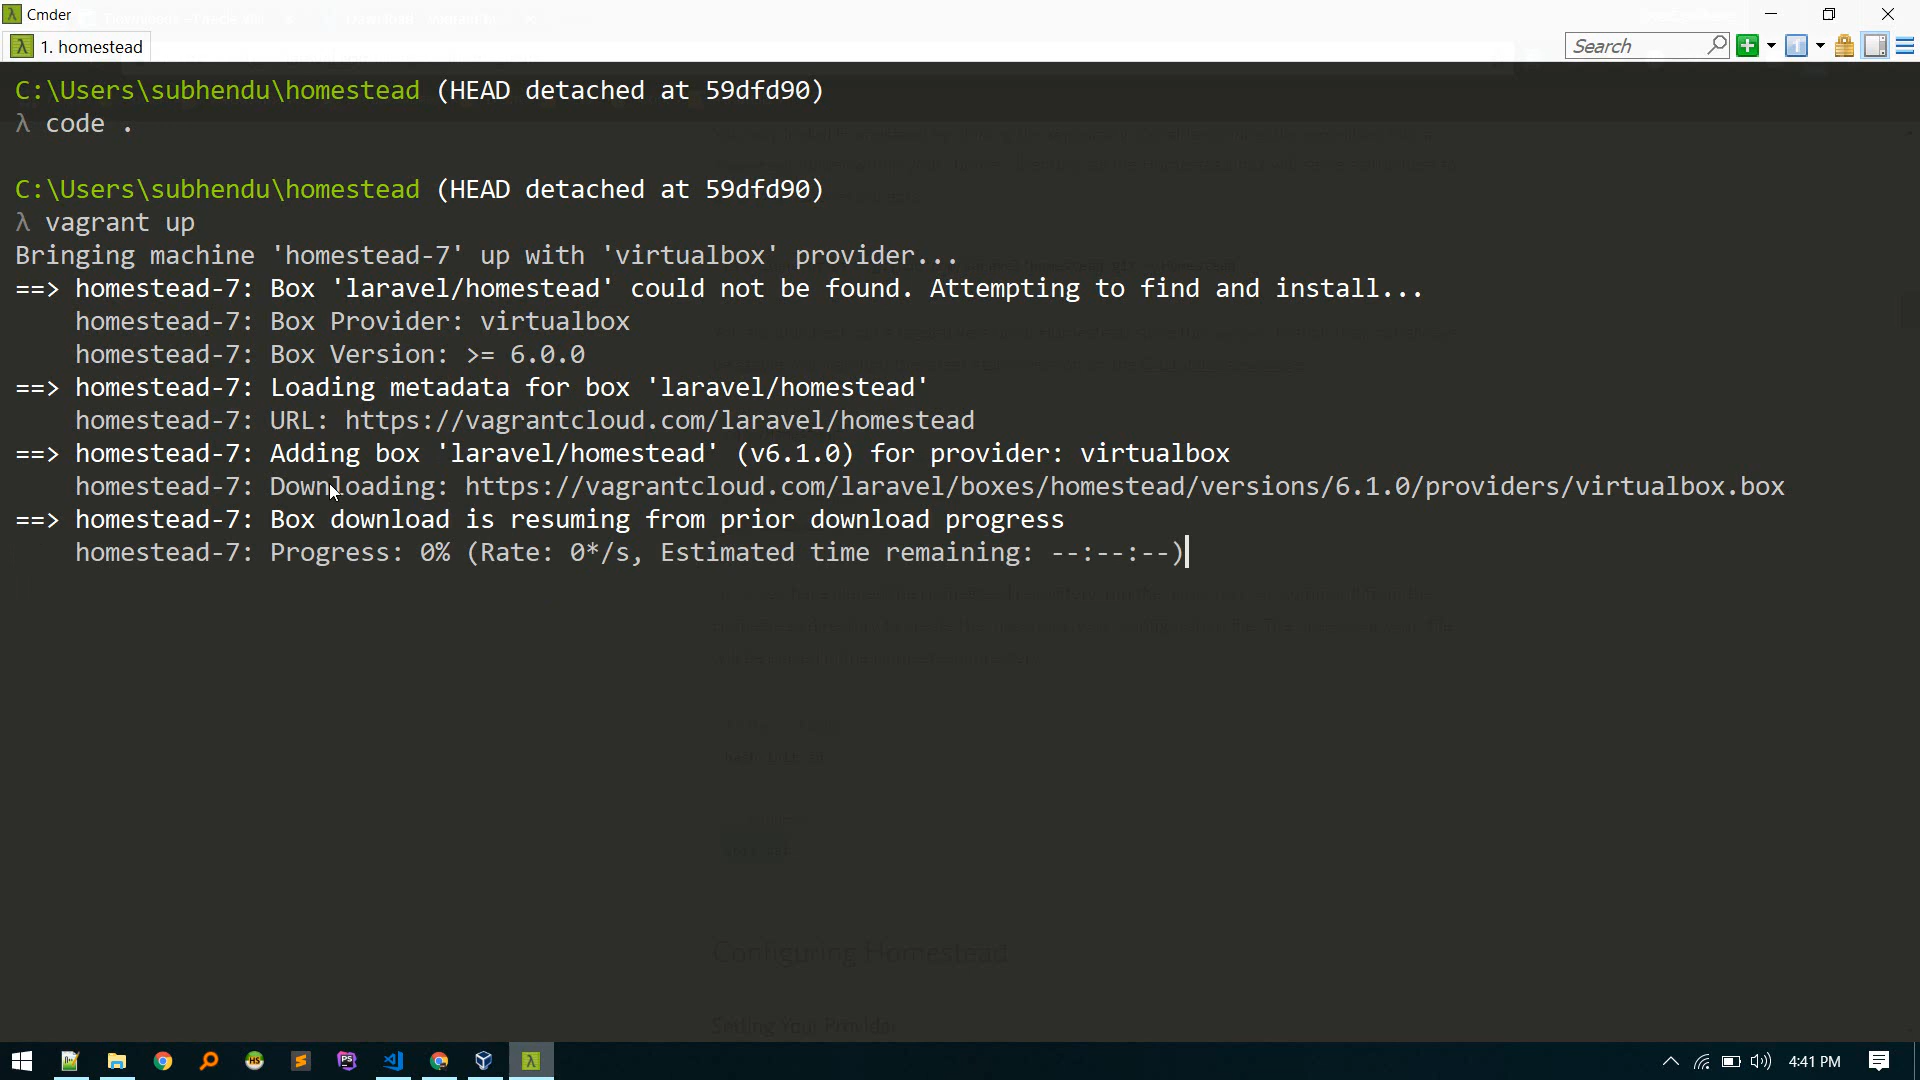 Cmder
1. homestead
Search
C:\Users\subhendu\homestead (HEAD detached at 59dfd90)
λ code .
C:\Users\subhendu\homestead (HEAD detached at 59dfd90)
λ vagrant up
Bringing machine 'homestead-7' up with 'virtualbox' provider...
==> homestead-7: Box 'laravel/homestead' could not be found. Attempting to find and install...
homestead-7: Box Provider: virtualbox
homestead-7: Box Version: >= 6.0.0
==> homestead-7: Loading metadata for box 'laravel/homestead'
homestead-7: URL: https://vagrantcloud.com/laravel/homestead
==> homestead-7: Adding box 'laravel/homestead' (v6.1.0) for provider: virtualbox
homestead-7: Downloading: https://vagrantcloud.com/laravel/boxes/homestead/versions/6.1.0/providers/virtualbox.box
==> homestead-7: Box download is resuming from prior download progress
homestead-7: Progress: 0% (Rate: 0*/s, Estimated time remaining: --:--:--)
Configuring Homestead
Setting Your Provider
4:41 PM